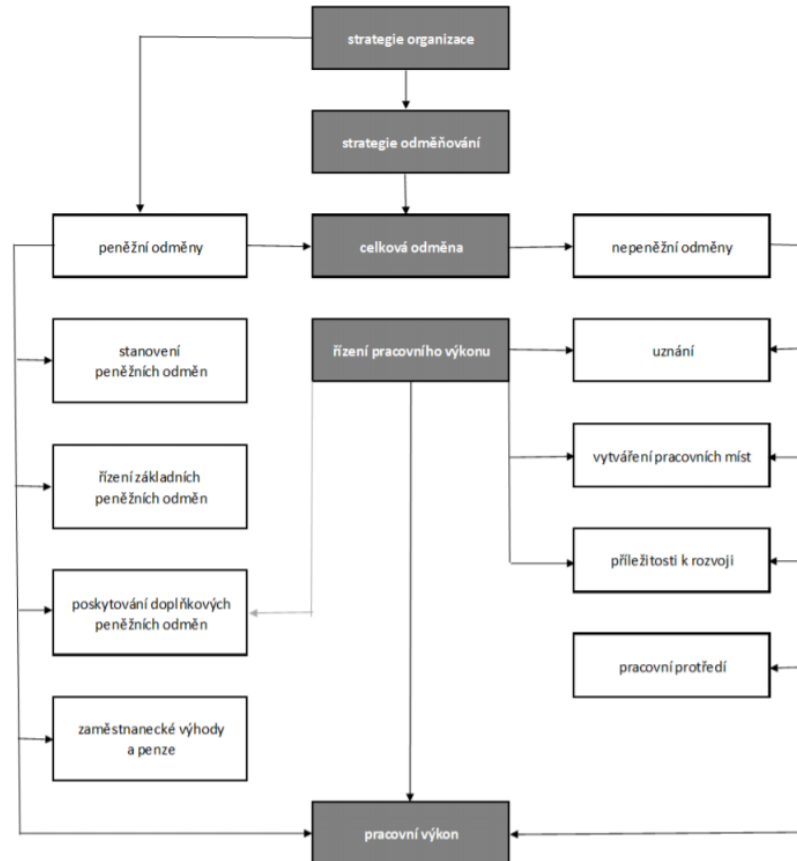 strategie organizace
strategie odměňování
peněžní odměny
celková odměna
nepeněžní odměny
stanovení
peněžních odměn
řízení pracovního výkonu
uznání
řízení základních
peněžních odměn
vytváření pracovních míst
poskytování doplňkových
peněžních odměn
příležitosti k rozvoji
pracovní protředí
zaměstnanecké výhody
a penze
pracovní výkon